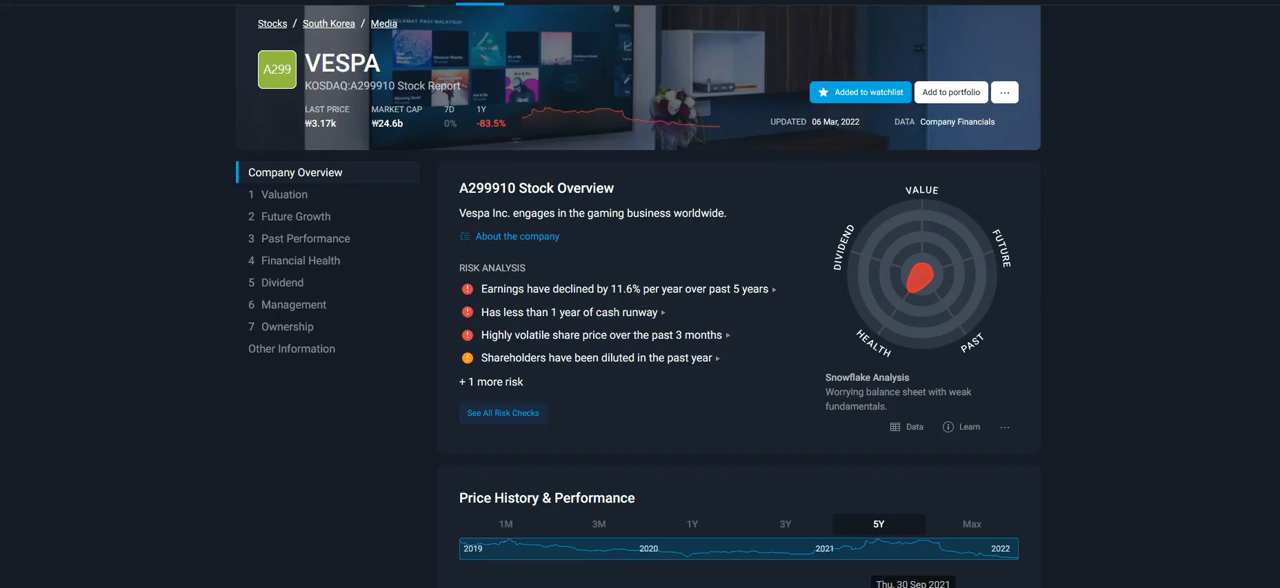 Stocks / South Korea / Media
A299
VESPA
KOSDAQ:A299910 Stock Report
LAST PRICE
₩3.17k
MARKET CAP
₩24.6b
7D
0%
1Y
-83.5%
Added to watchlist
Add to portfolio
...
UPDATED 06 Mar, 2022
DATA Company Financials
Company Overview
1 Valuation
2 Future Growth
3 Past Performance
4 Financial Health
5 Dividend
6 Management
7 Ownership
Other Information
A299910 Stock Overview
Vespa Inc. engages in the gaming business worldwide.
About the company
RISK ANALYSIS
Earnings have declined by 11.6% per year over past 5 years
Has less than 1 year of cash runway
Highly volatile share price over the past 3 months
Shareholders have been diluted in the past year
+ 1 more risk
See All Risk Checks
VALUE
FUTURE
PAST
HEALTH
DIVIDEND
Snowflake Analysis
Worrying balance sheet with weak
fundamentals.
Data
Learn
...
Price History & Performance
1M 3M 1Y 3Y 5Y Max
2019 2020 2021 2022
Thu, 30 Sep 2021